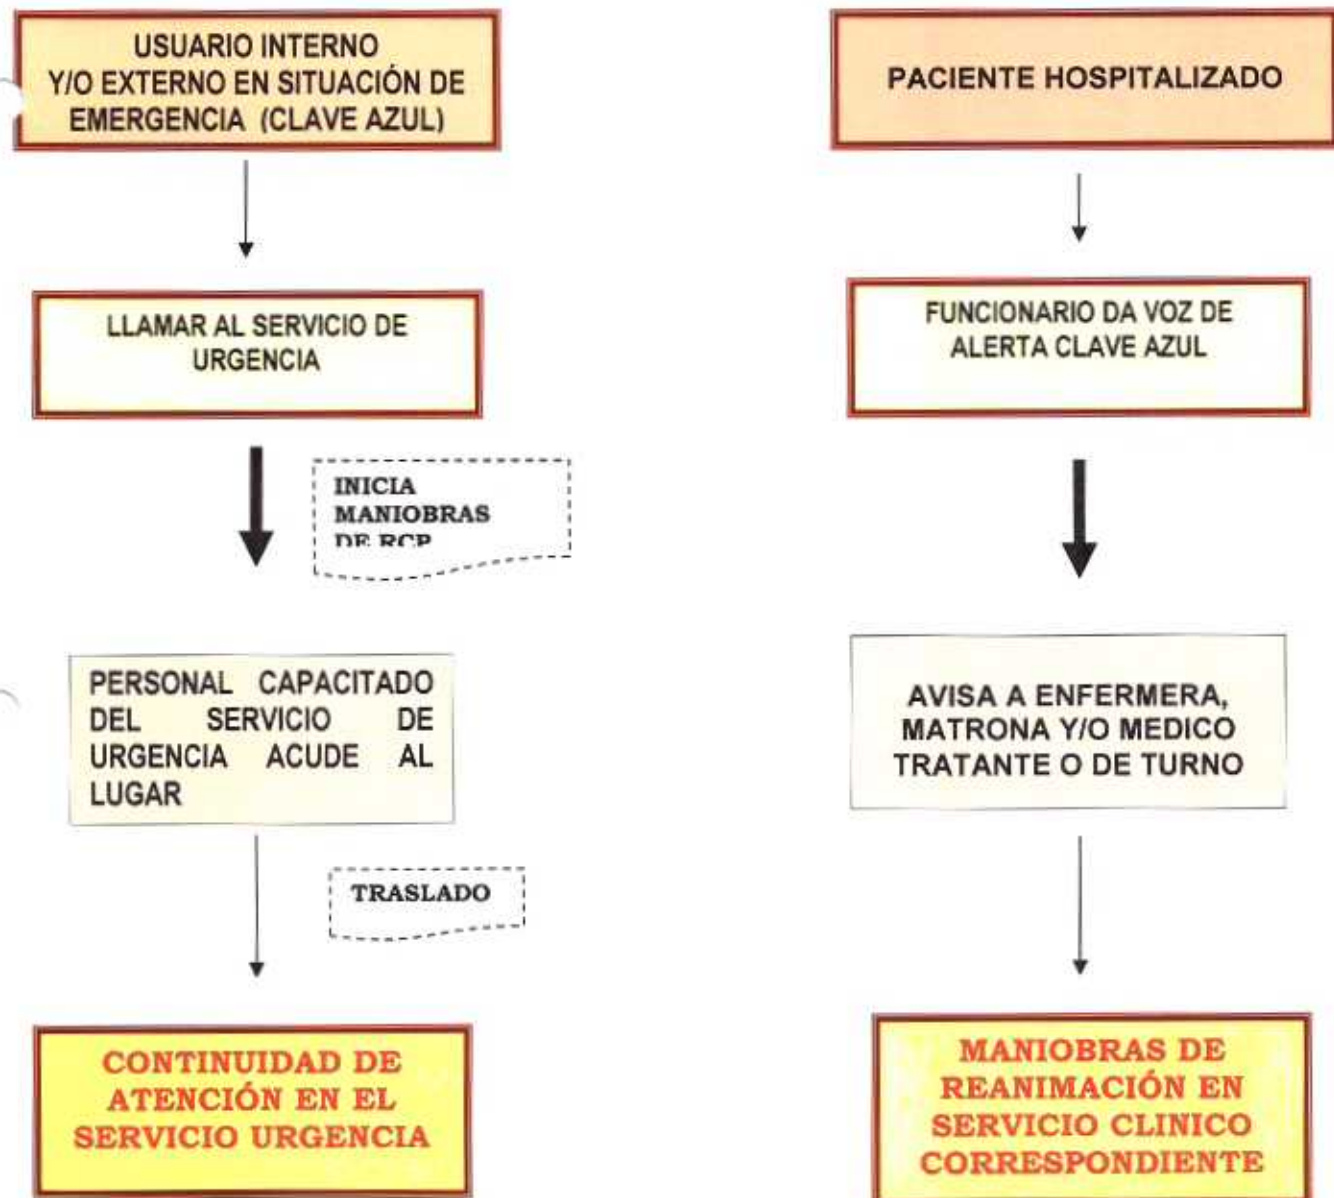 USUARIO INTERNO
Y/O EXTERNO EN SITUACIÓN DE
EMERGENCIA (CLAVE AZUL)
LLAMAR AL SERVICIO DE
URGENCIA
INICIA
MANIOBRAS
DE RCP
PERSONAL CAPACITADO
DEL SERVICIO DE
URGENCIA ACUDE AL
LUGAR
TRASLADO
CONTINUIDAD DE
ATENCIÓN EN EL
SERVICIO URGENCIA
PACIENTE HOSPITALIZADO
FUNCIONARIO DA VOZ DE
ALERTA CLAVE AZUL
AVISA A ENFERMERA,
MATRONA Y/O MEDICO
TRATANTE O DE TURNO
MANIOBRAS DE
REANIMACIÓN EN
SERVICIO CLINICO
CORRESPONDIENTE